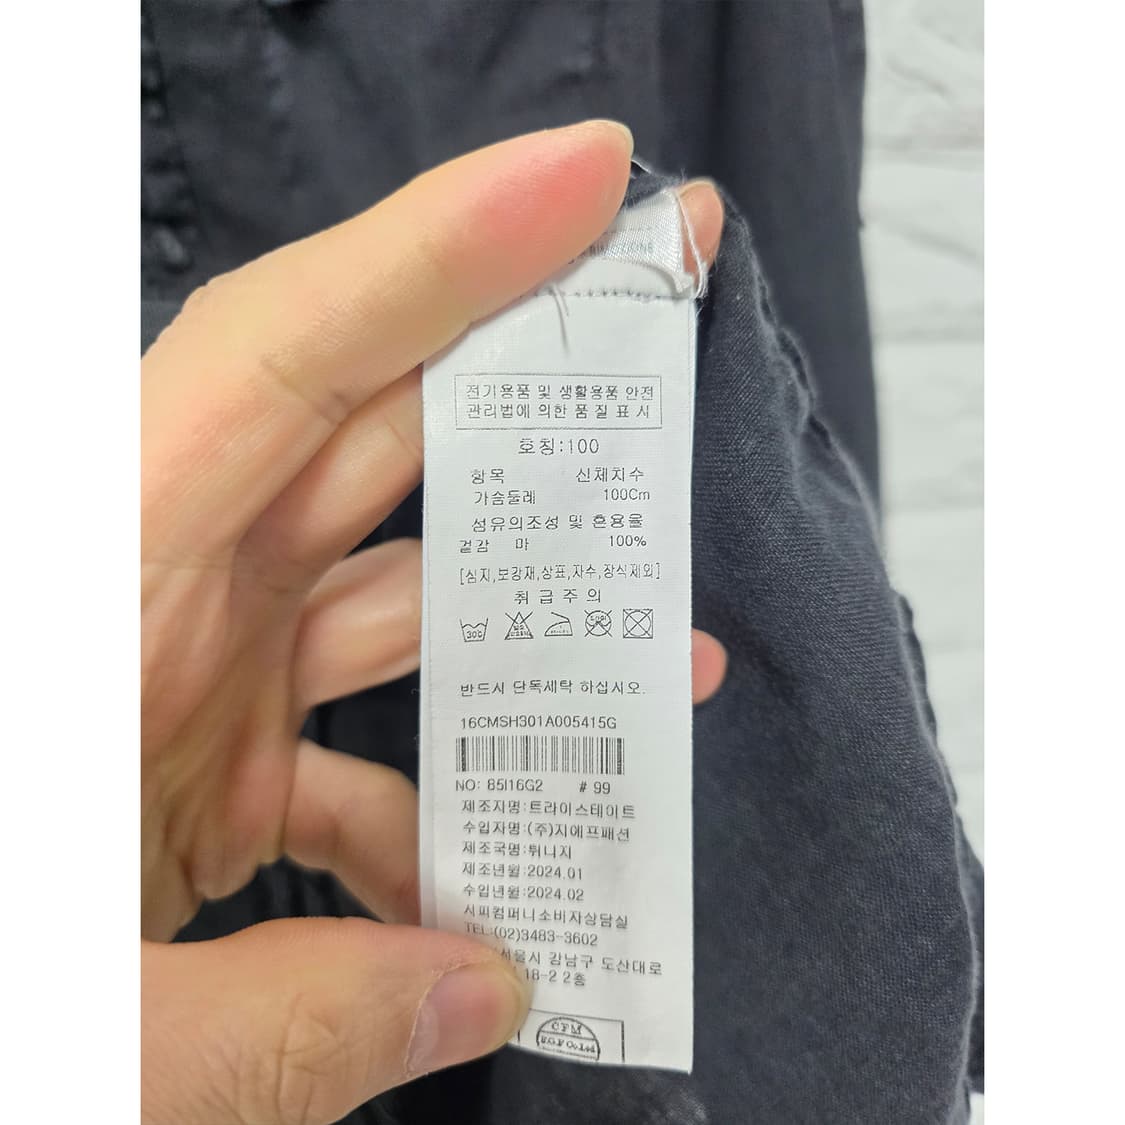 전기용품 및 생활용품 안전
관리법에 의한 품 질 표 시
호칭:100
항목 신체치수
가슴둘레 100Cm
섬유의조성 및 혼용율
겉감 마 100%
[심지,보강재,상표,자수,장식제외]
취 급 주 의
30℃
반드시 단독세탁 하십시오.
16CMSH301A005415G
NO: 85I16G2 # 99
제조자명:트라이스테이트
수입자명:(주)지에프패션
제조국명:튀니지
제조년월:2024.01
수입년월:2024.02
시피컴퍼니소비자상담실
TEL:(02)3483-3602
서울시 강남구 도산대로
18-2 2층
CFM